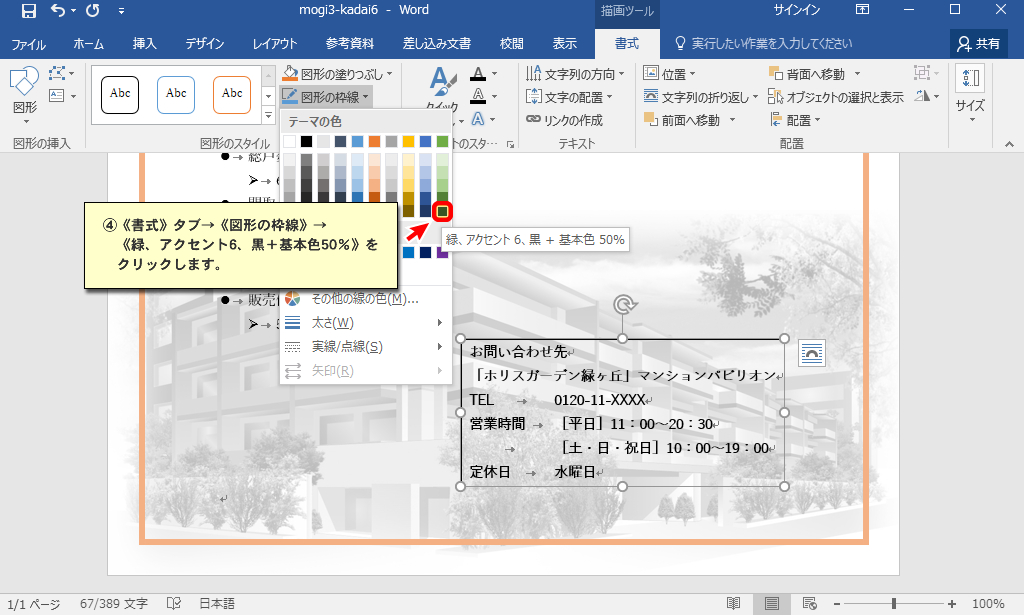 mogi3-kadai6 - Word
描画ツール
サインイン
ファイル
ホーム
挿入
デザイン
レイアウト
参考資料
差し込み文書
校閲
表示
書式
実行したい作業を入力してください
共有
図形
Abc
Abc
Abc
図形の塗りつぶし
図形の枠線
クイック
文字列の方向
文字の配置
リンクの作成
位置
文字列の折り返し
前面へ移動
背面へ移動
オブジェクトの選択と表示
配置
サイズ
図形の挿入
図形のスタイル
トのスタ…
テキスト
配置
テーマの色
④《書式》タブ→《図形の枠線》→
《緑、アクセント6、黒＋基本色50%》を
クリックします。
緑、アクセント 6、黒 + 基本色 50%
販売
その他の線の色(M)...
太さ(W)
実線/点線(S)
矢印(R)
お問い合わせ先
「ホリスガーデン緑ヶ丘」マンションパビリオン
TEL → 0120-11-XXXX
営業時間 → ［平日］11：00～20：30
→ ［土・日・祝日］10：00～19：00
定休日 → 水曜日
1/1 ページ
67/389 文字
日本語
100%